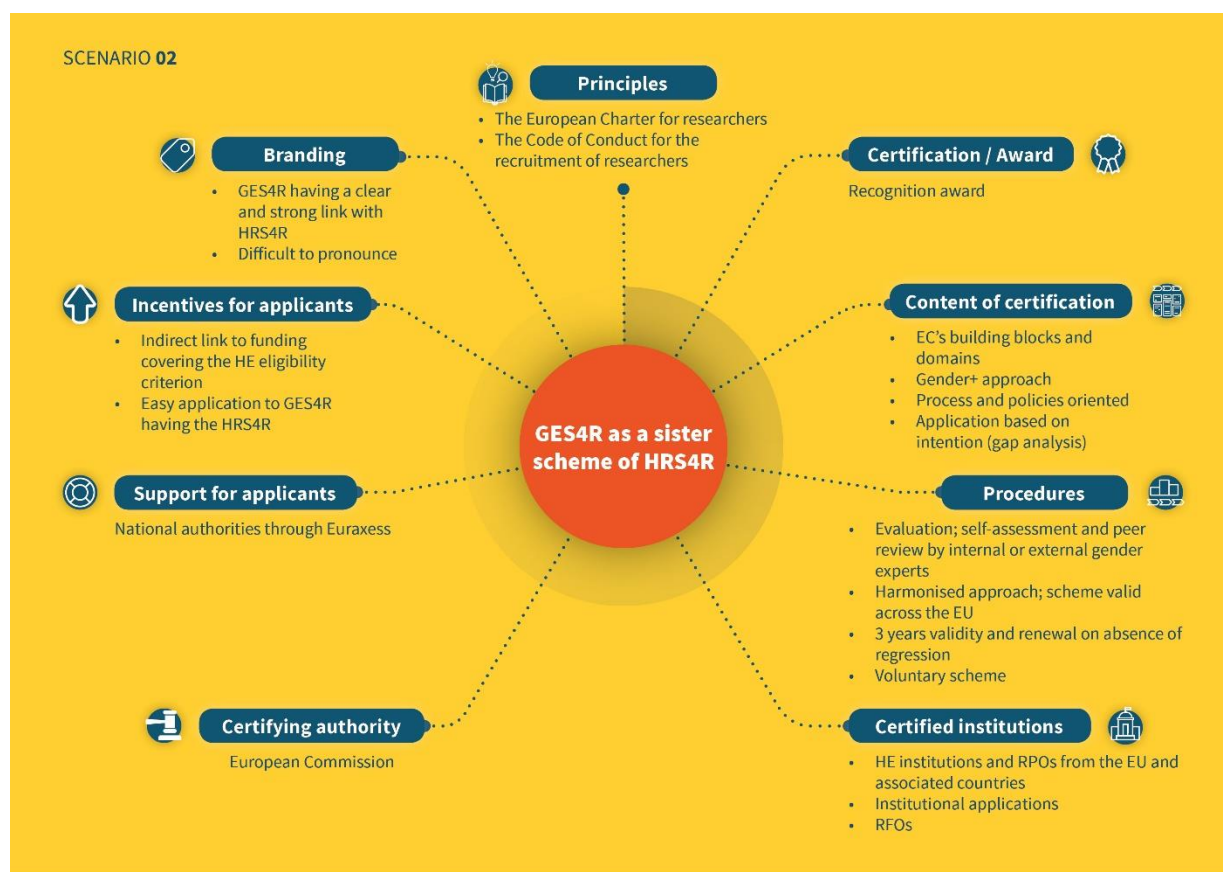 SCENARIO 02
Principles
• The European Charter for researchers
• The Code of Conduct for the
recruitment of researchers
Branding
• GES4R having a clear
and strong link with
HRS4R
• Difficult to pronounce
Certification / Award
Recognition award
Incentives for applicants
• Indirect link to funding
covering the HE eligibility
criterion
• Easy application to GES4R
having the HRS4R
Content of certification
• EC's building blocks and
domains
• Gender+ approach
• Process and policies oriented
• Application based on
intention (gap analysis)
GES4R as a sister
scheme of HRS4R
Support for applicants
National authorities through Euraxess
Procedures
• Evaluation; self-assessment and peer
review by internal or external gender
experts
• Harmonised approach; scheme valid
across the EU
• 3 years validity and renewal on absence of
regression
• Voluntary scheme
Certifying authority
European Commission
Certified institutions
• HE institutions and RPOs from the EU and
associated countries
• Institutional applications
• RFOs